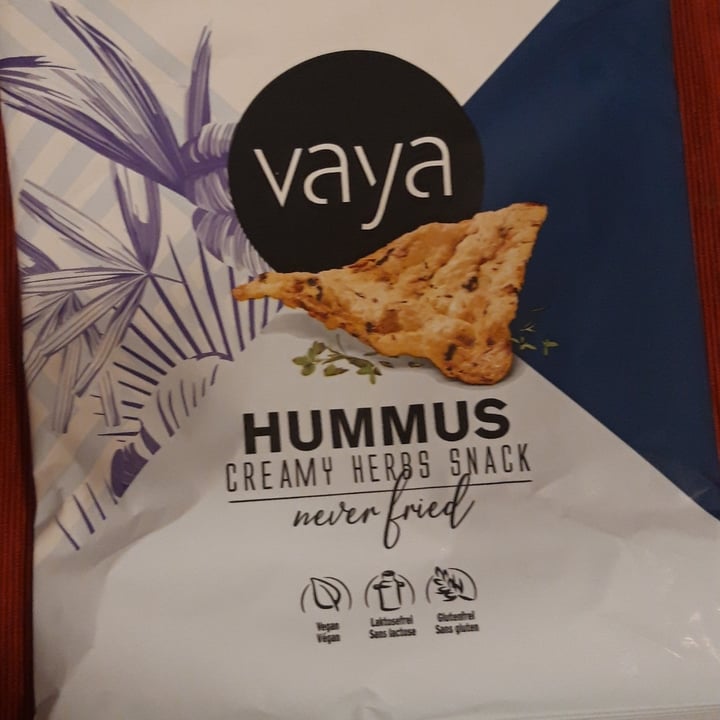 vaya
HUMMUS
CREAMY HERBS SNACK
never fried
Vegan
Végan
Laktosefrei
Sans lactose
Glutenfrei
Sans gluten